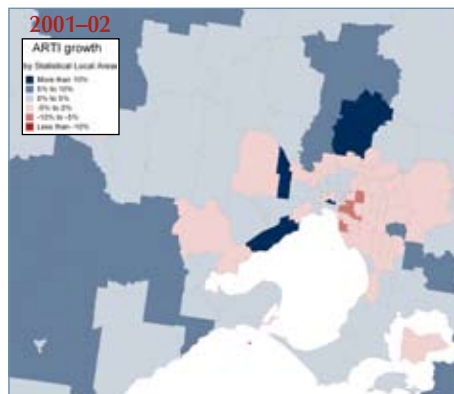 2001–02
ARTI growth
by Statistical Local Areas
More than 10%
5% to 10%
0% to 5%
-5% to 0%
-10% to -5%
Less than -10%